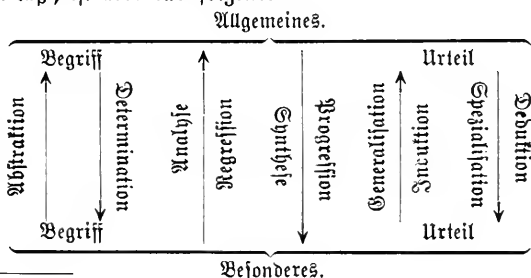 Allgemeines.
Begriff
Urteil
Abstraktion
Determination
Analyse
Regression
Synthese
Progression
Generalisation
Induktion
Spezialisation
Deduktion
Begriff
Urteil
Besonderes.